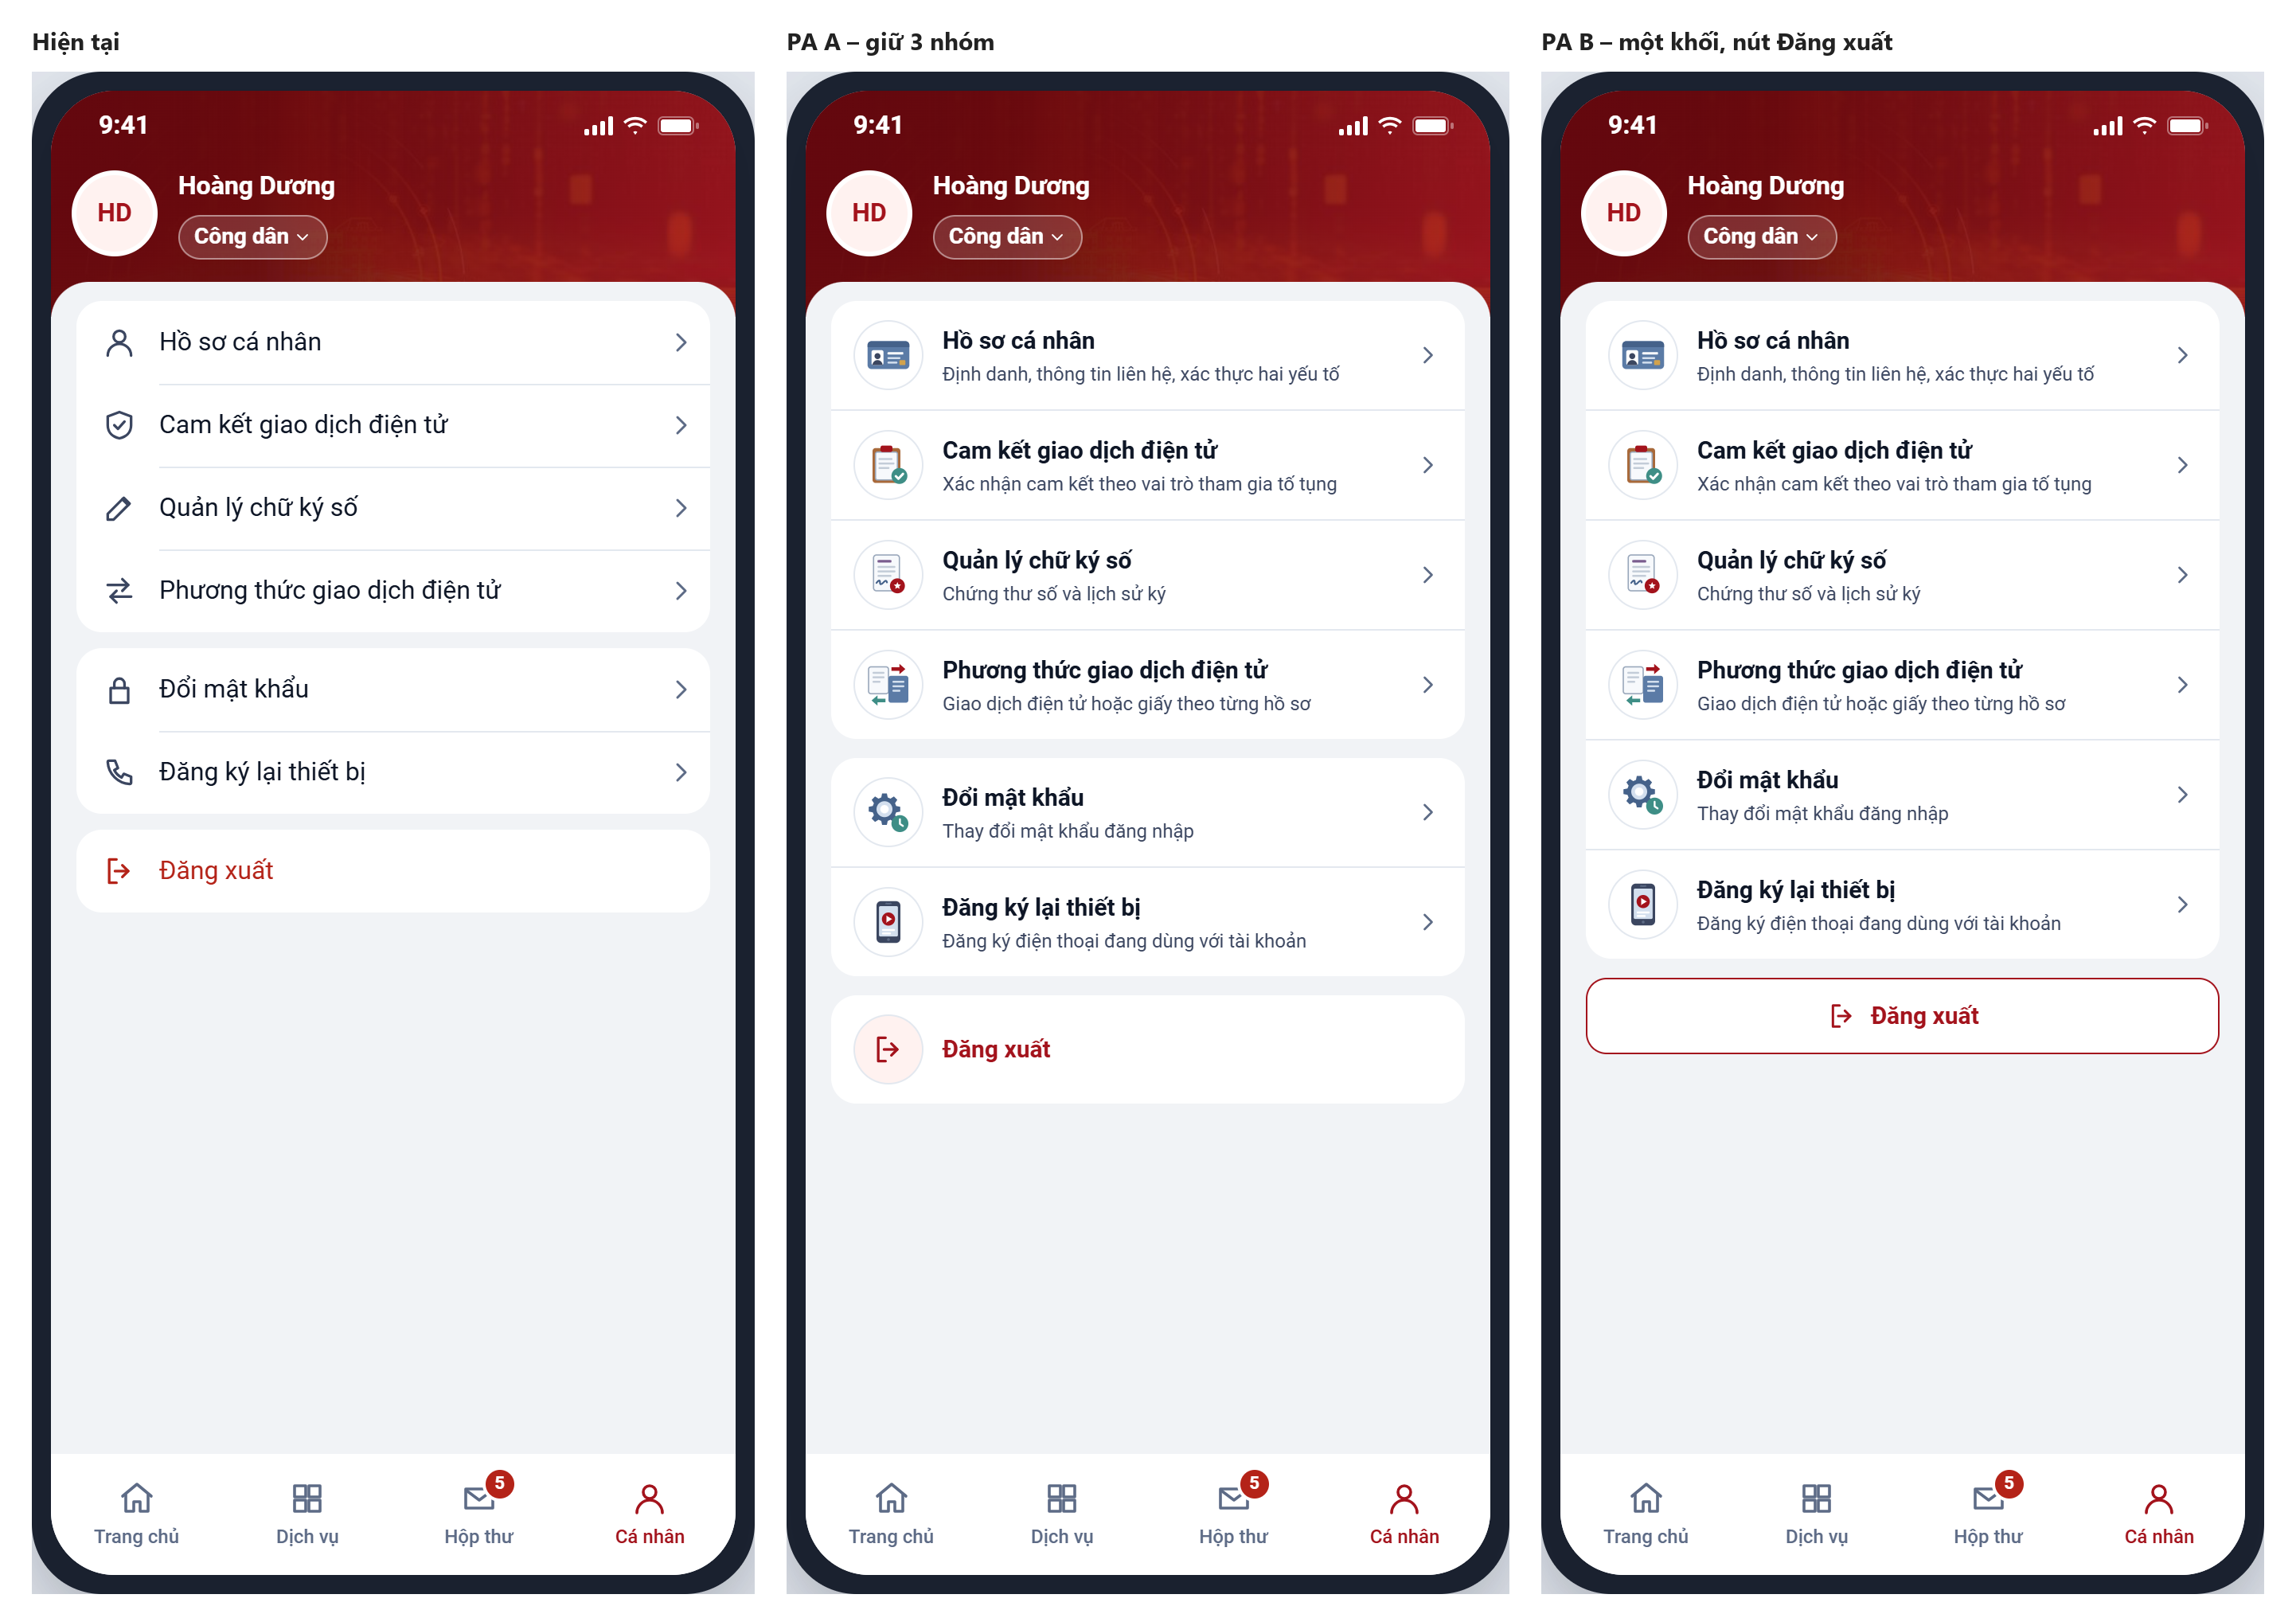 Hiện tại
9:41
HD
Hoàng Dương
Công dân
Hồ sơ cá nhân
Cam kết giao dịch điện tử
Quản lý chữ ký số
Phương thức giao dịch điện tử
Đổi mật khẩu
Đăng ký lại thiết bị
Đăng xuất
Trang chủ
Dịch vụ
5
Hộp thư
Cá nhân
PA A – giữ 3 nhóm
9:41
HD
Hoàng Dương
Công dân
Hồ sơ cá nhân
Định danh, thông tin liên hệ, xác thực hai yếu tố
Cam kết giao dịch điện tử
Xác nhận cam kết theo vai trò tham gia tố tụng
Quản lý chữ ký số
Chứng thư số và lịch sử ký
Phương thức giao dịch điện tử
Giao dịch điện tử hoặc giấy theo từng hồ sơ
Đổi mật khẩu
Thay đổi mật khẩu đăng nhập
Đăng ký lại thiết bị
Đăng ký điện thoại đang dùng với tài khoản
Đăng xuất
Trang chủ
Dịch vụ
5
Hộp thư
Cá nhân
PA B – một khối, nút Đăng xuất
9:41
HD
Hoàng Dương
Công dân
Hồ sơ cá nhân
Định danh, thông tin liên hệ, xác thực hai yếu tố
Cam kết giao dịch điện tử
Xác nhận cam kết theo vai trò tham gia tố tụng
Quản lý chữ ký số
Chứng thư số và lịch sử ký
Phương thức giao dịch điện tử
Giao dịch điện tử hoặc giấy theo từng hồ sơ
Đổi mật khẩu
Thay đổi mật khẩu đăng nhập
Đăng ký lại thiết bị
Đăng ký điện thoại đang dùng với tài khoản
Đăng xuất
Trang chủ
Dịch vụ
5
Hộp thư
Cá nhân